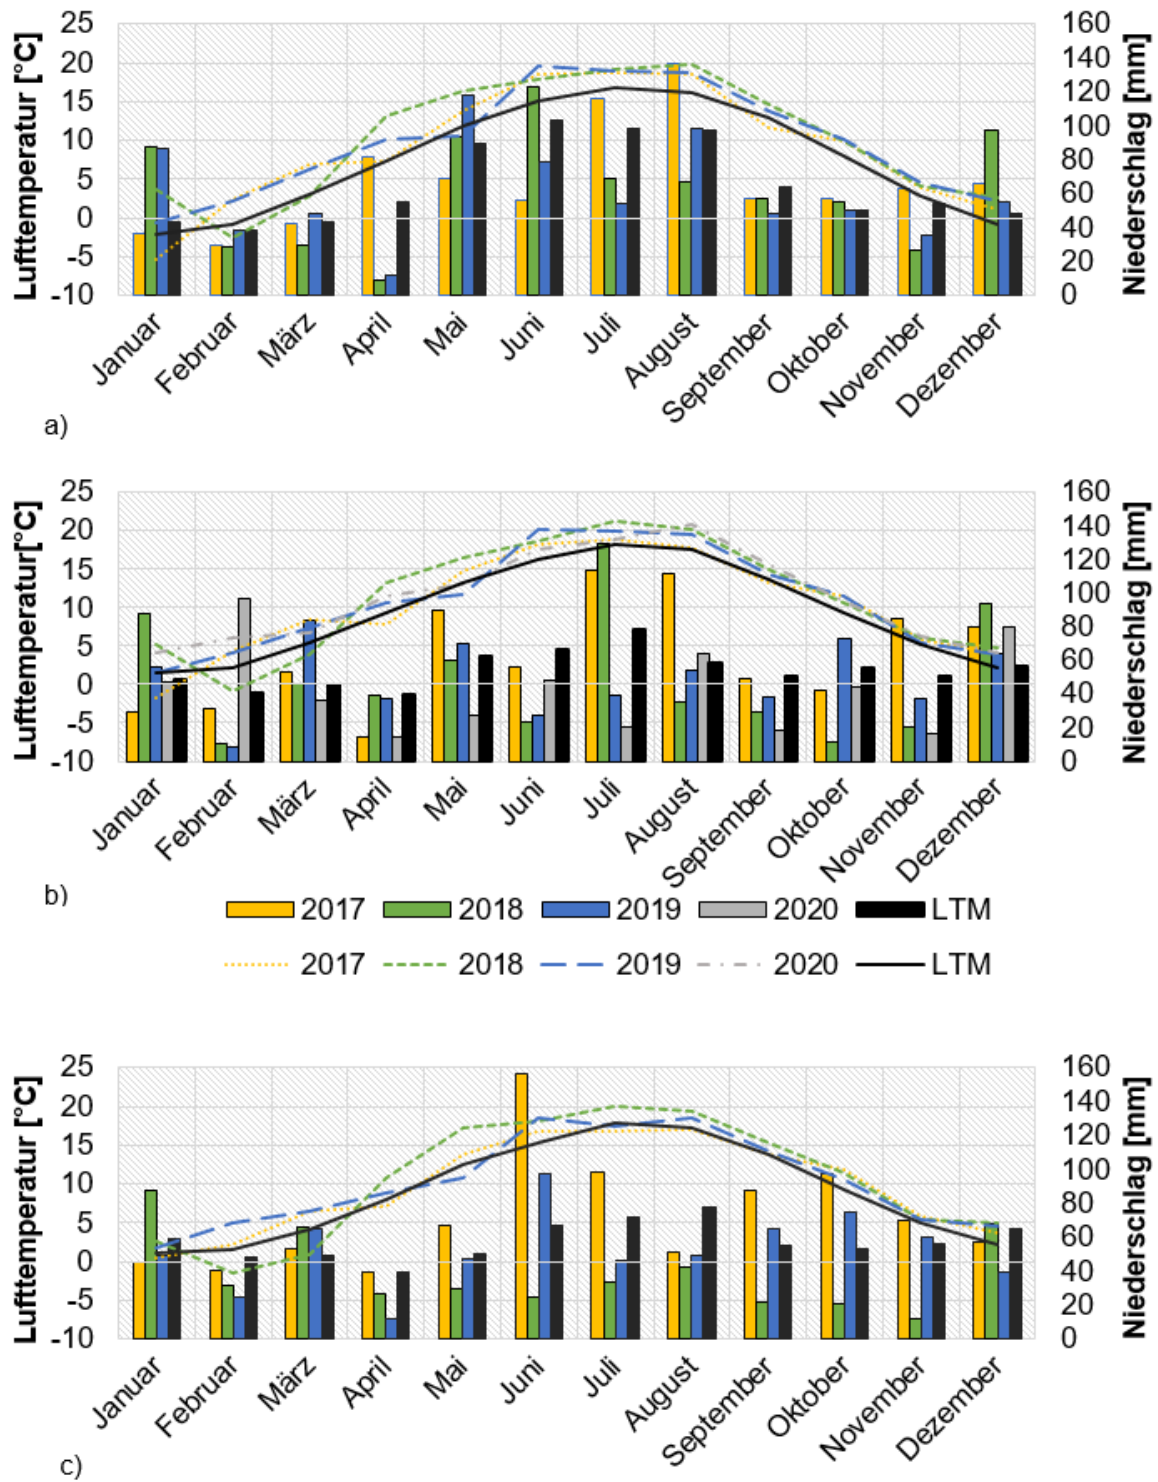 Lufttemperatur [°C]
25
20
15
10
5
0
-5
-10
160
140
120
100
80
60
40
20
0
Niederschlag [mm]
Januar
Februar
März
April
Mai
Juni
Juli
August
September
Oktober
November
Dezember
a)
Lufttemperatur[°C]
25
20
15
10
5
0
-5
-10
160
140
120
100
80
60
40
20
0
Niederschlag [mm]
Januar
Februar
März
April
Mai
Juni
Juli
August
September
Oktober
November
Dezember
b)
2017 2018 2019 2020 LTM
2017 2018 2019 2020 LTM
Lufttemperatur [°C]
25
20
15
10
5
0
-5
-10
160
140
120
100
80
60
40
20
0
Niederschlag [mm]
Januar
Februar
März
April
Mai
Juni
Juli
August
September
Oktober
November
Dezember
c)